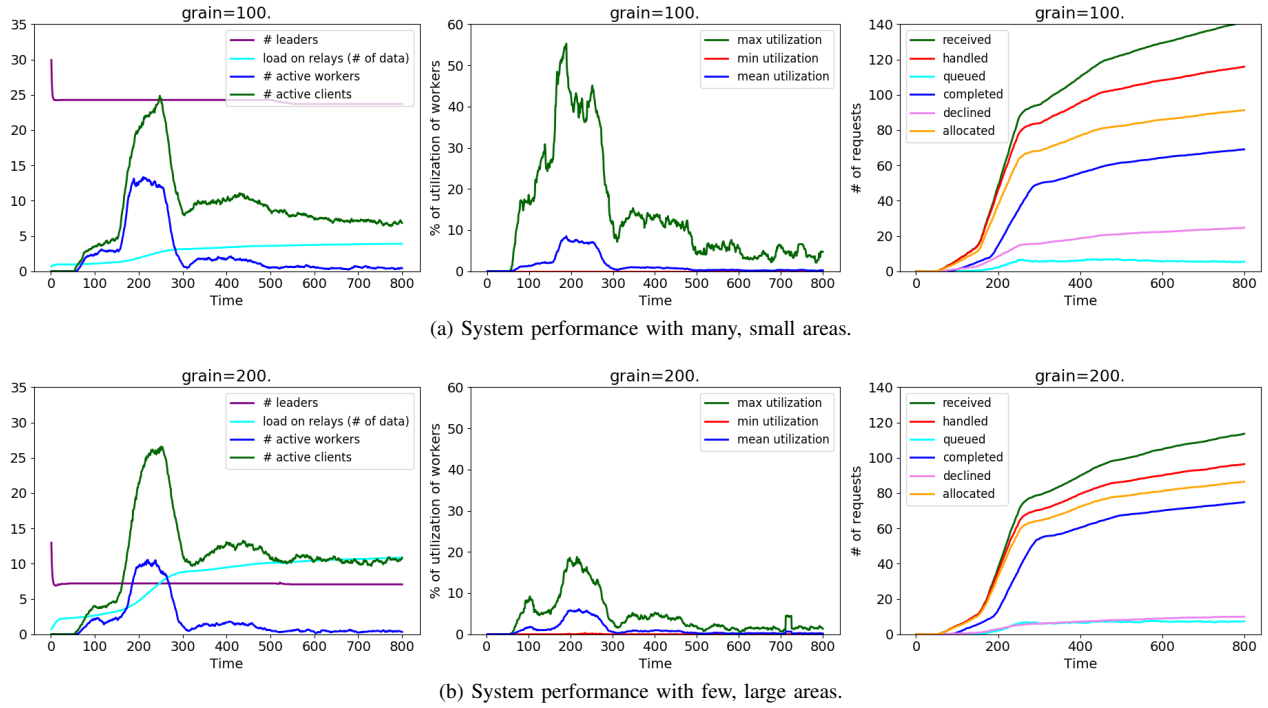 grain=100.
35
30
25
20
15
10
5
0
# leaders
load on relays (# of data)
# active workers
# active clients
0 100 200 300 400 500 600 700 800
Time
grain=100.
% of utilization of workers
60
50
40
30
20
10
0
max utilization
min utilization
mean utilization
0 100 200 300 400 500 600 700 800
Time
grain=100.
# of requests
140
120
100
80
60
40
20
0
received
handled
queued
completed
declined
allocated
0 200 400 600 800
Time
(a) System performance with many, small areas.
grain=200.
35
30
25
20
15
10
5
0
# leaders
load on relays (# of data)
# active workers
# active clients
0 100 200 300 400 500 600 700 800
Time
grain=200.
% of utilization of workers
60
50
40
30
20
10
0
max utilization
min utilization
mean utilization
0 100 200 300 400 500 600 700 800
Time
grain=200.
# of requests
140
120
100
80
60
40
20
0
received
handled
queued
completed
declined
allocated
0 200 400 600 800
Time
(b) System performance with few, large areas.